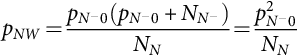 p_{NW} = \frac{p_{N-0}(p_{N-0} + N_{N-})}{N_N} = \frac{p_{N-0}^2}{N_N}